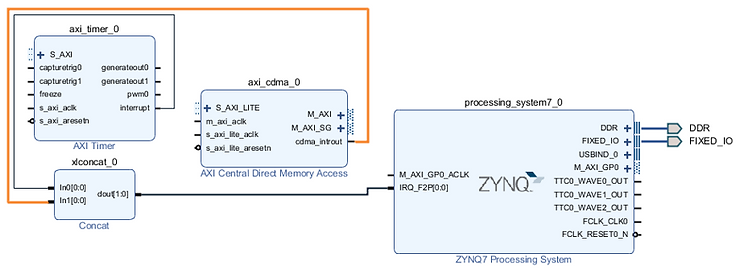 axi_timer_0
S_AXI
capturetrig0
capturetrig1
freeze
s_axi_aclk
s_axi_aresetn
generateout0
generateout1
pwm0
interrupt
AXI Timer
axi_cdma_0
S_AXI_LITE
m_axi_aclk
s_axi_lite_aclk
s_axi_lite_aresetn
M_AXI
M_AXI_SG
cdma_introut
AXI Central Direct Memory Access
xlconcat_0
In0[0:0]
In1[0:0]
dout[1:0]
Concat
processing_system7_0
M_AXI_GP0_ACLK
IRQ_F2P[0:0]
ZYNQ
DDR
FIXED_IO
USBIND_0
M_AXI_GP0
TTC0_WAVE0_OUT
TTC0_WAVE1_OUT
TTC0_WAVE2_OUT
FCLK_CLK0
FCLK_RESET0_N
ZYNQ7 Processing System
DDR
FIXED_IO